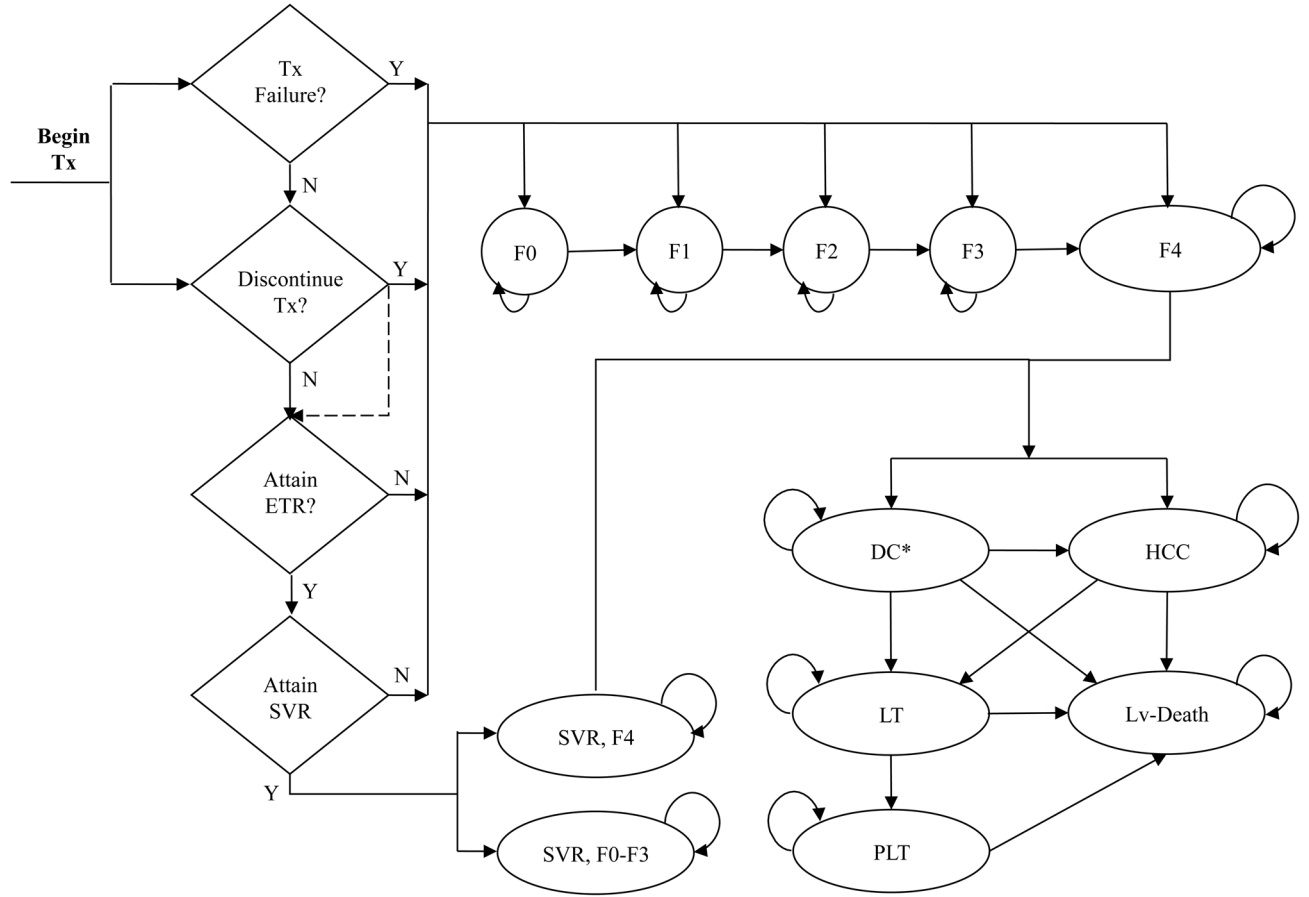 Tx
Failure?
Y
Begin
Tx
N
Discontinue
Tx?
Y
N
F0
F1
F2
F3
F4
Attain
ETR?
N
Y
Attain
SVR
N
Y
SVR, F4
SVR, F0-F3
DC*
HCC
LT
Lv-Death
PLT